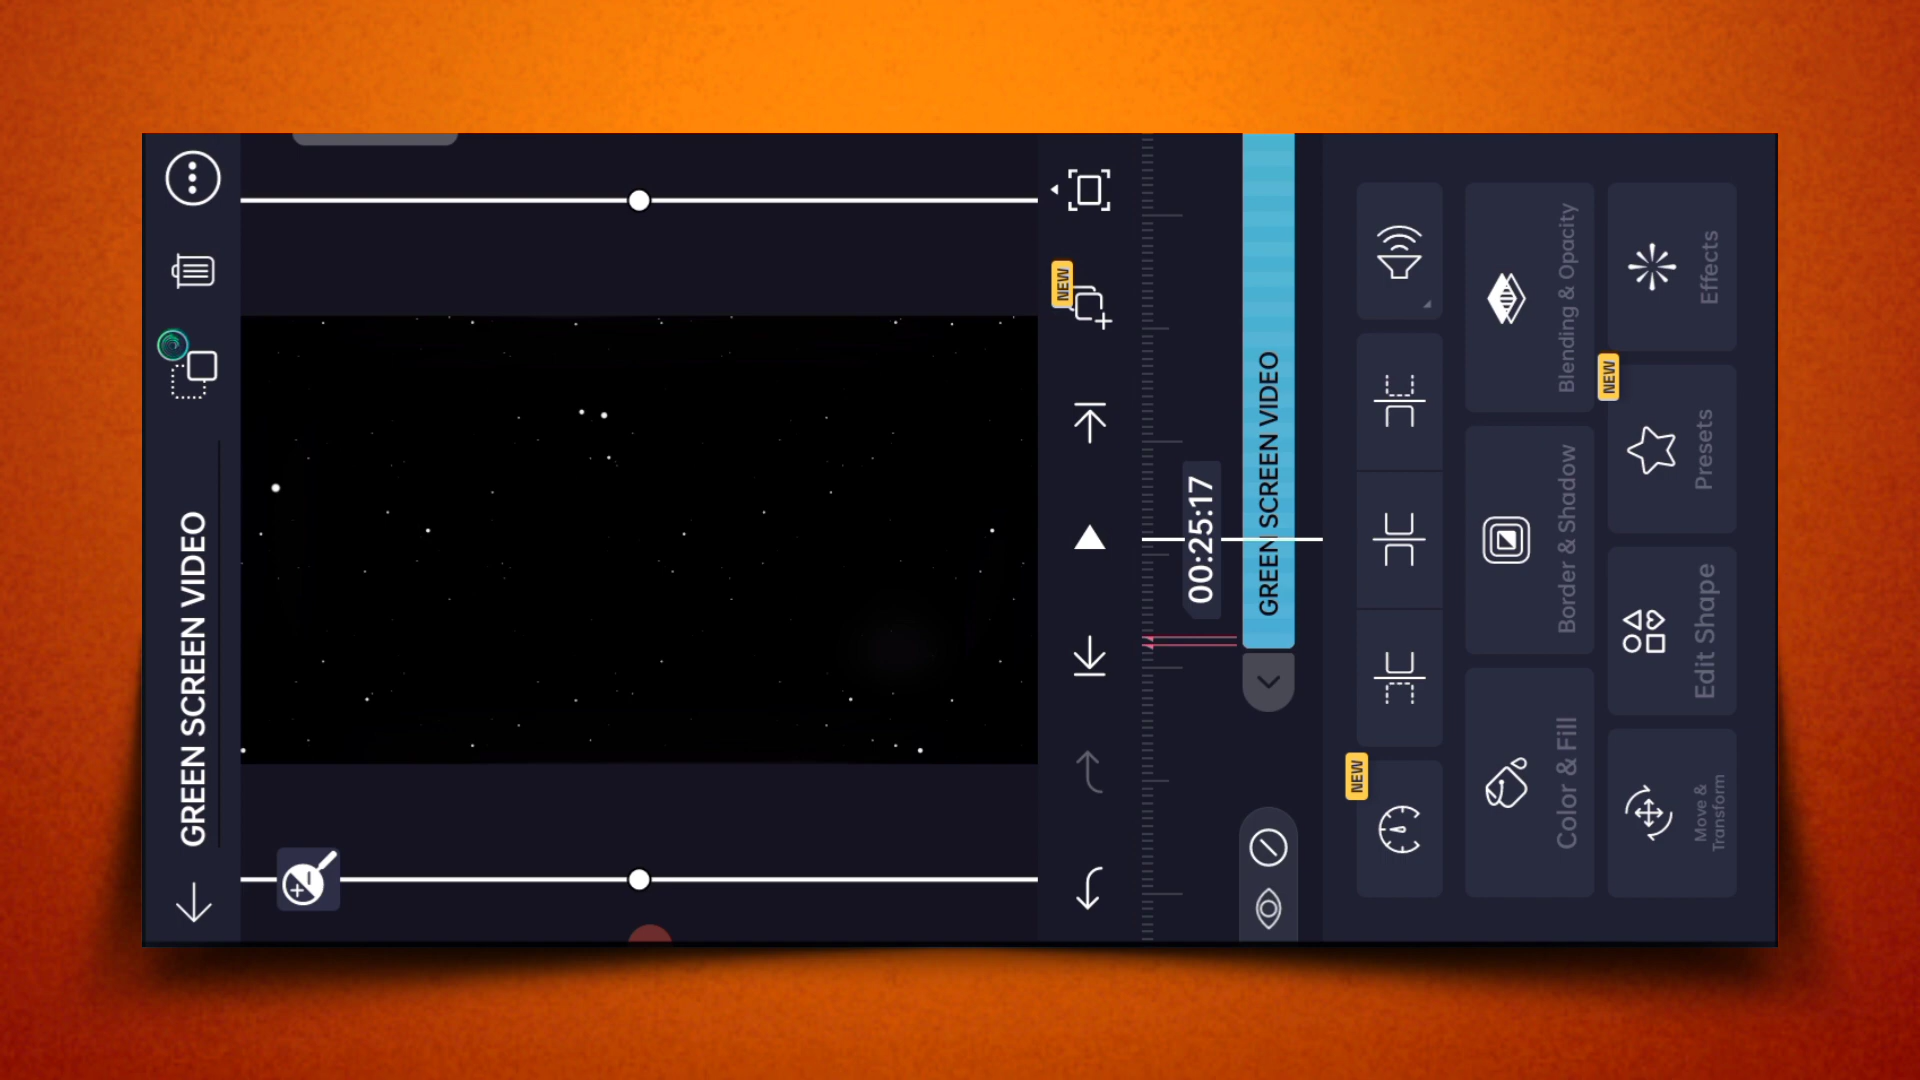 GREEN SCREEN VIDEO
NEW
00:25:17
GREEN SCREEN VIDEO
NEW
Color & Fill
Border & Shadow
Blending & Opacity
Move &
Transform
Edit Shape
Presets
NEW
Effects